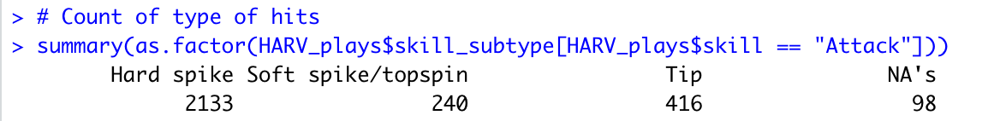 > # Count of type of hits
> summary(as.factor(HARV_plays$skill_subtype[HARV_plays$skill == "Attack"]))
Hard spike Soft spike/topspin Tip NA's
2133 240 416 98